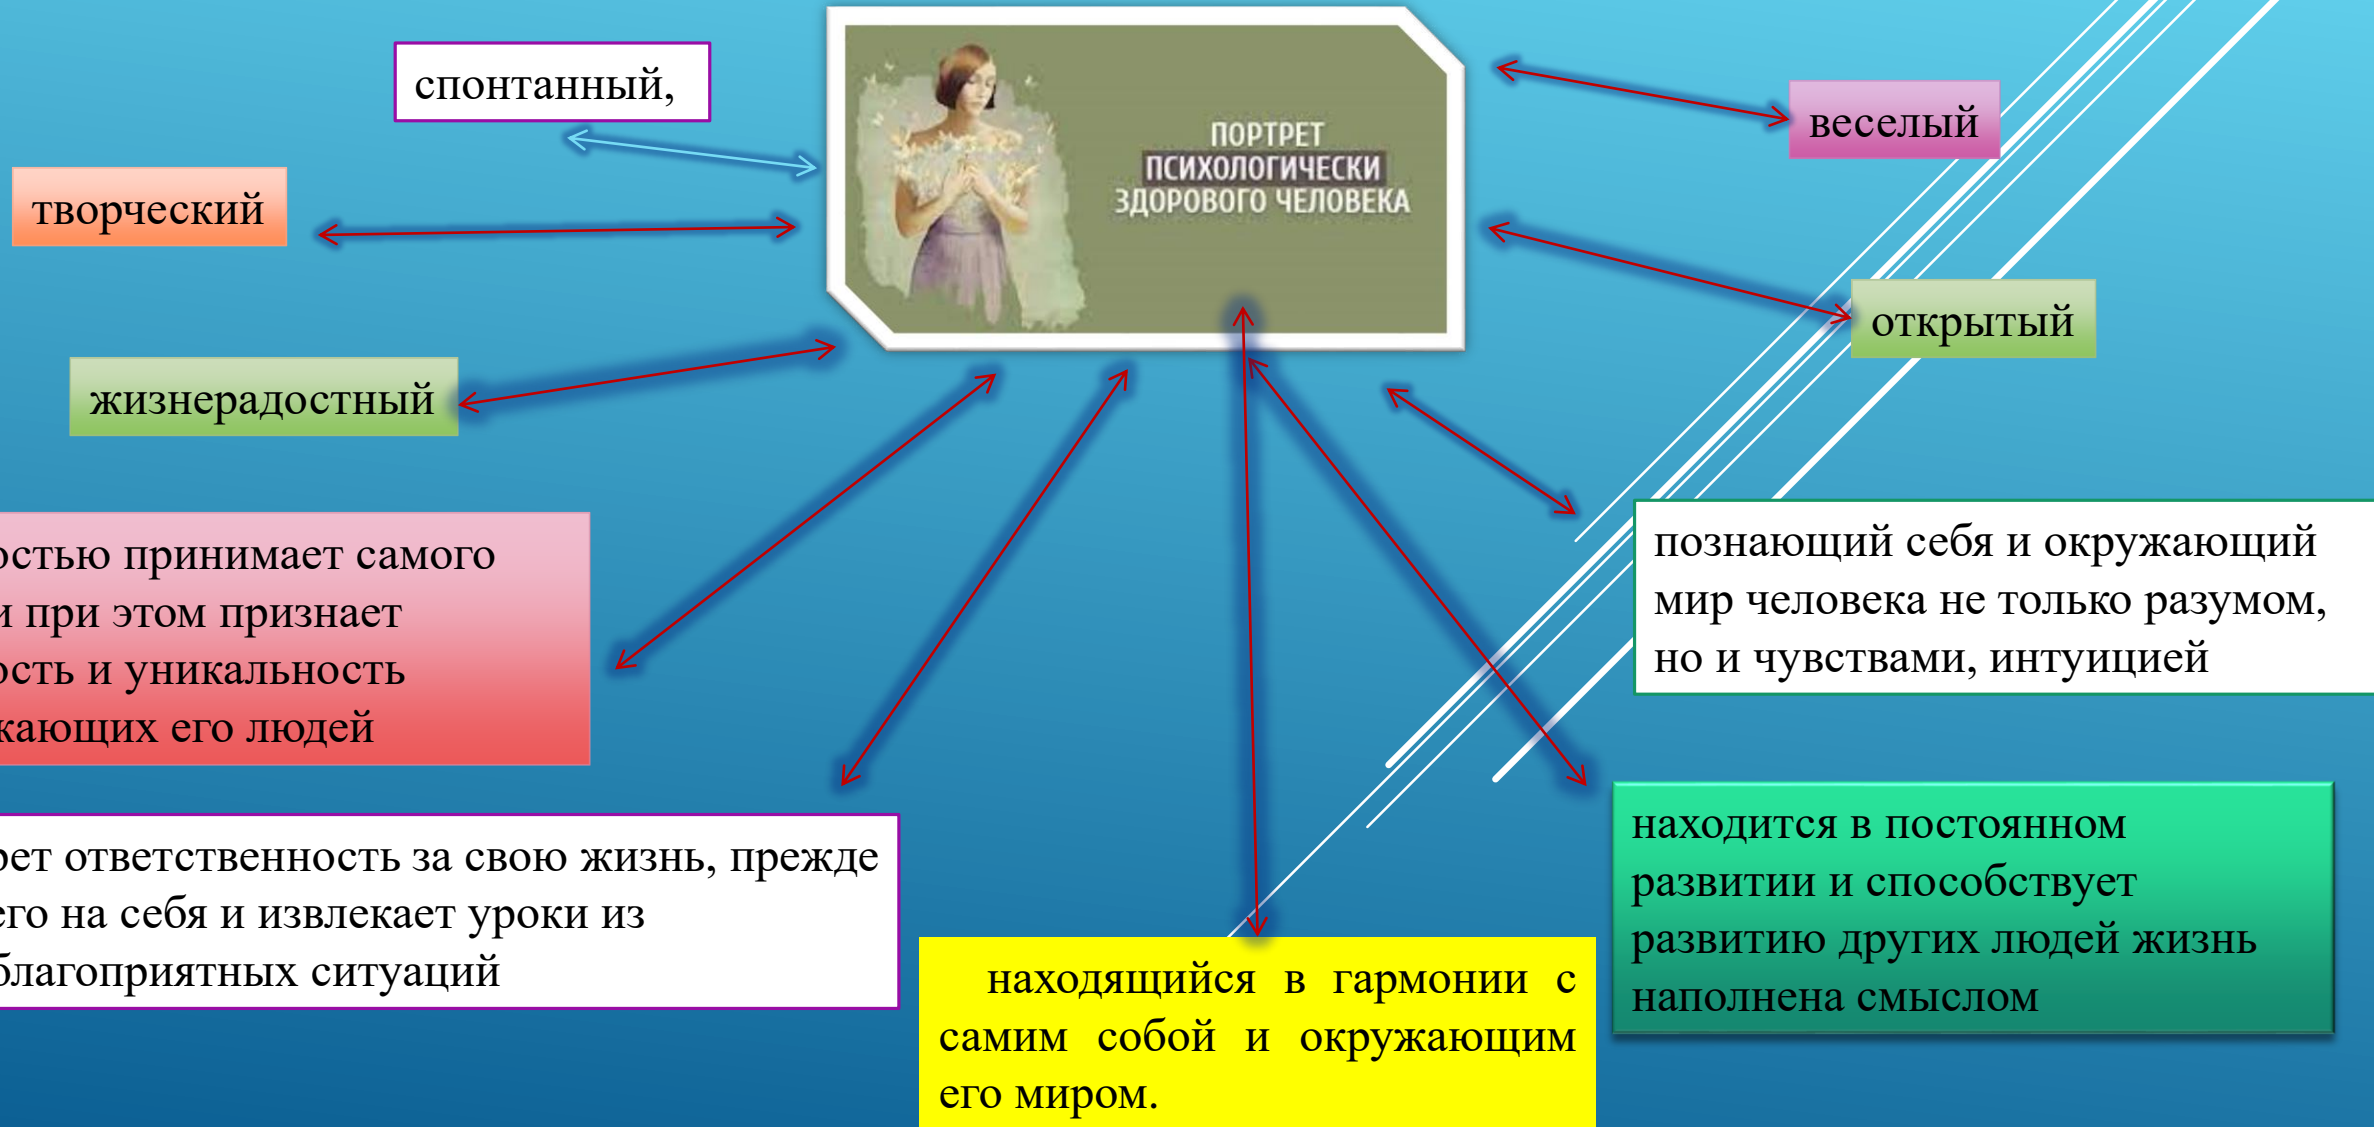 спонтанный,
ПОРТРЕТ
ПСИХОЛОГИЧЕСКИ
ЗДОРОВОГО ЧЕЛОВЕКА
веселый
творческий
открытый
жизнерадостный
принимает самого
и при этом признает
и уникальность
его людей
познающий себя и окружающий
мир человека не только разумом,
но и чувствами, интуицией
ответственность за свою жизнь, прежде
на себя и извлекает уроки из
ситуаций
находящийся в гармонии с
самим собой и окружающим
его миром.
находится в постоянном
развитии и способствует
развитию других людей жизнь
наполнена смыслом